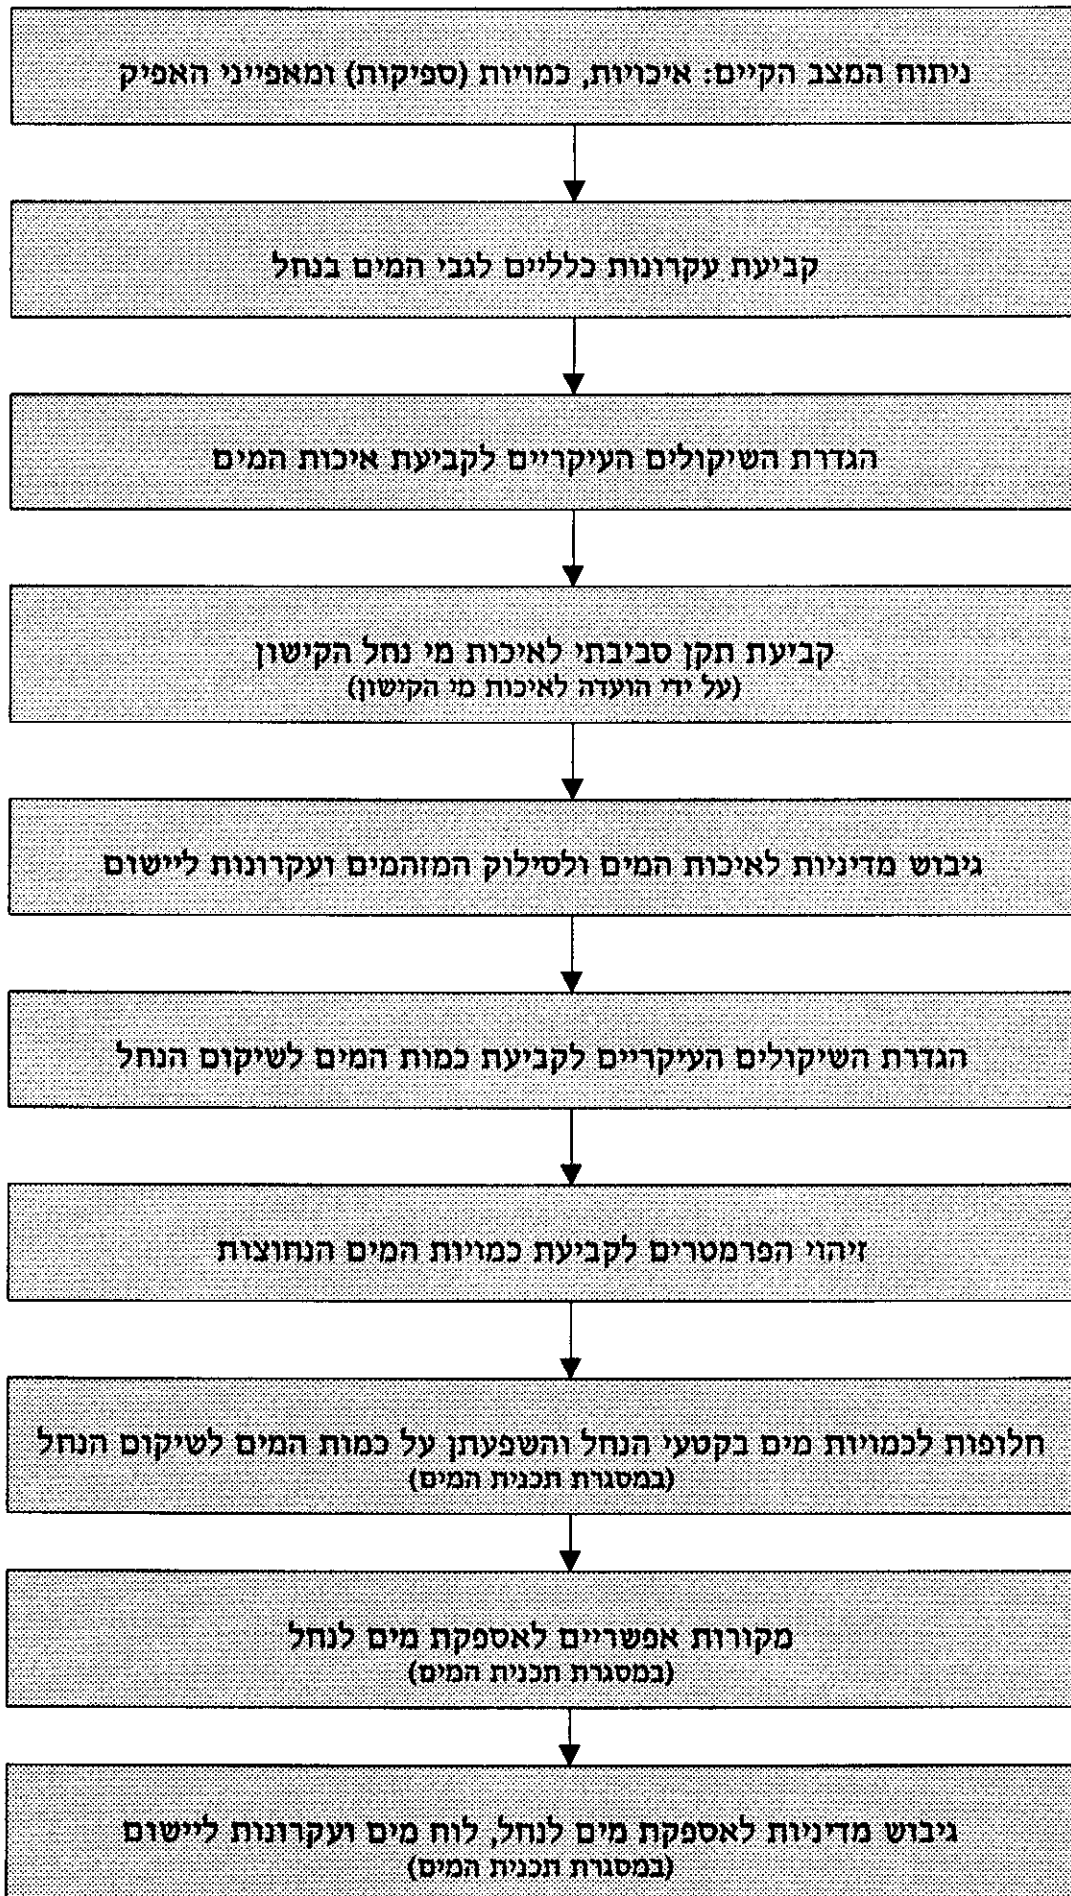 ניתוח המצב הקיים: איכויות, כמויות (ספיקות) ומאפייני האפיק
קביעת עקרונות כלליים לגבי המים בנחל
הגדרת השיקולים העיקריים לקביעת איכות המים
קביעת תקן סביבתי לאיכות מי נחל הקישון
(על ידי הועדה לאיכות מי הקישון)
גיבוש מדיניות לאיכות המים ולסילוק המזהמים ועקרונות ליישום
הגדרת השיקולים העיקריים לקביעת כמות המים לשיקום הנחל
זיהוי הפרמטרים לקביעת כמויות המים הנחוצות
חלופות לכמויות מים בקטעי הנחל והשפעתן על כמות המים לשיקום הנחל
(במסגרת תכנית המים)
מקורות אפשריים לאספקת מים לנחל
(במסגרת תכנית המים)
גיבוש מדיניות לאספקת מים לנחל, לוח מים ועקרונות ליישום
(במסגרת תכנית המים)